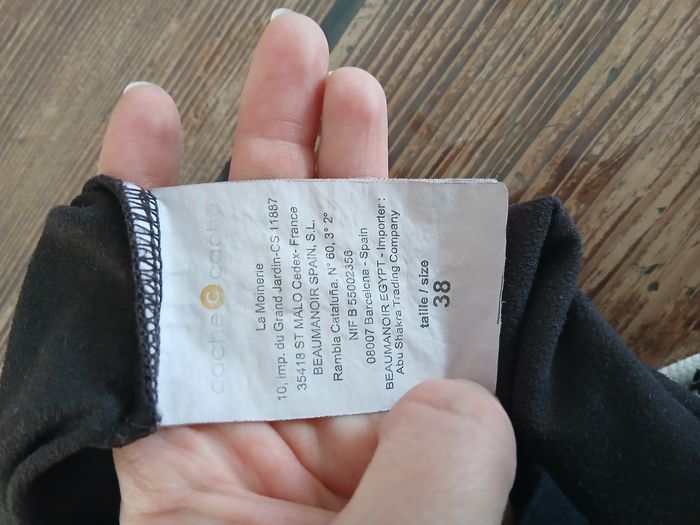 cache c cache
La Moinerie
10, imp. du Grand Jardin-CS 11887
35418 ST MALO Cedex- France
BEAUMANOIR SPAIN, S.L.
Rambla Cataluña, N° 60, 3° 2°
NIF B 55002356
08007 Barcelona - Spain
BEAUMANOIR EGYPT - Importer :
Abu Shakra Trading Company
taille / size
38